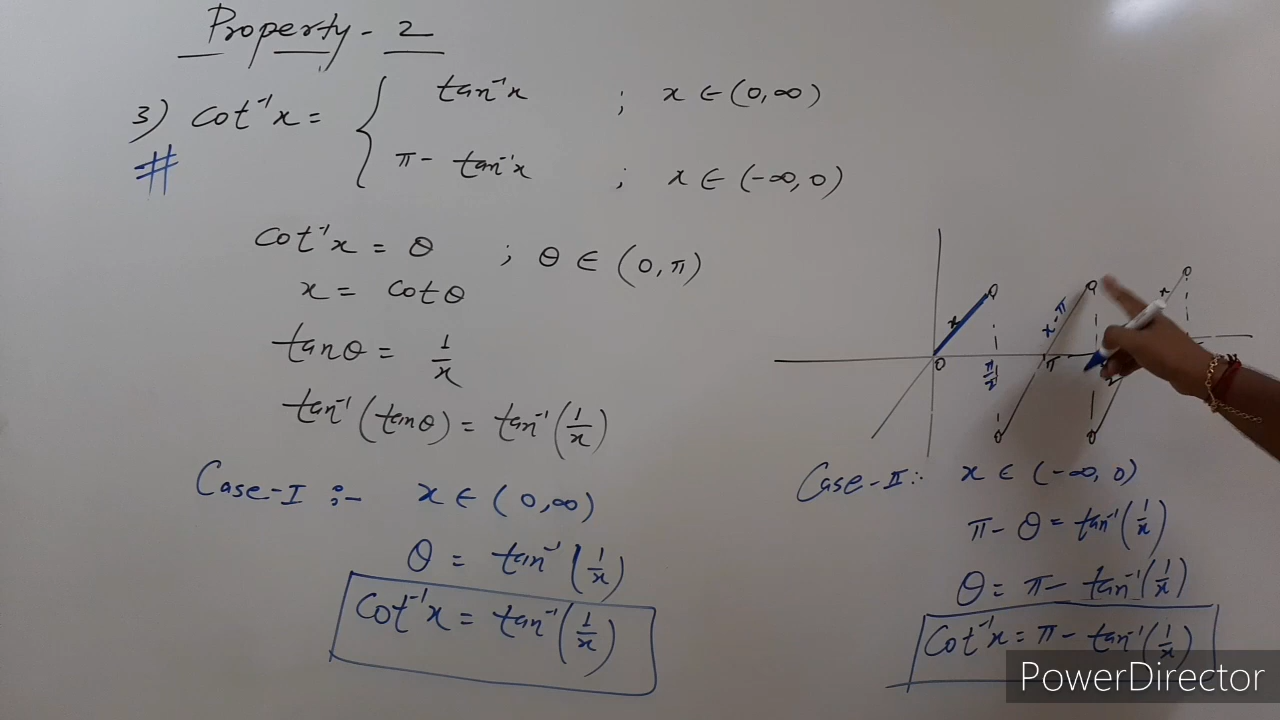 Property - 2
3) cot⁻¹x = { tan⁻¹x ; x ∈ (0, ∞)
π - tan⁻¹x ; x ∈ (-∞, 0)
#
cot⁻¹x = θ ; θ ∈ (0, π)
x = cotθ
tanθ = 1/x
tan⁻¹(tanθ) = tan⁻¹(1/x)
Case-I :- x ∈ (0, ∞)
θ = tan⁻¹(1/x)
cot⁻¹x = tan⁻¹(1/x)
x
x-π
x
0
π/2
π
Case-II :- x ∈ (-∞, 0)
π - θ = tan⁻¹(1/x)
θ = π - tan⁻¹(1/x)
Cot⁻¹x = π - tan⁻¹(1/x)
PowerDirector